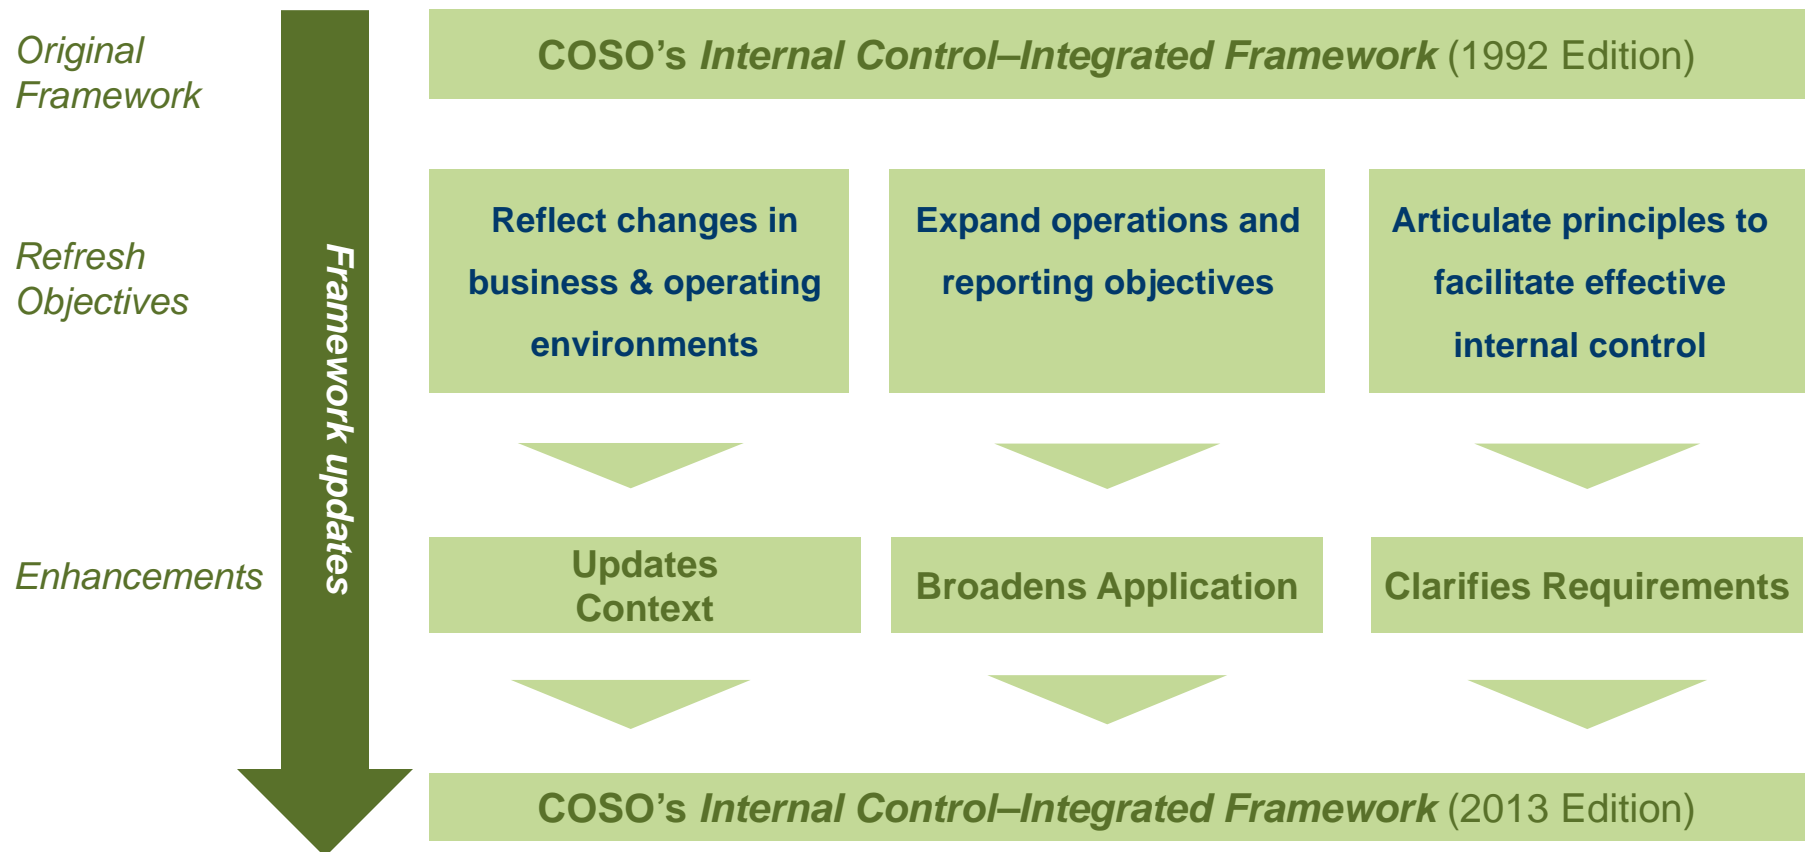 Original
Framework
COSO’s Internal Control–Integrated Framework (1992 Edition)
Refresh
Objectives
Framework updates
Reflect changes in
business & operating
environments
Expand operations and
reporting objectives
Articulate principles to
facilitate effective
internal control
Enhancements
Updates
Context
Broadens Application
Clarifies Requirements
COSO’s Internal Control–Integrated Framework (2013 Edition)